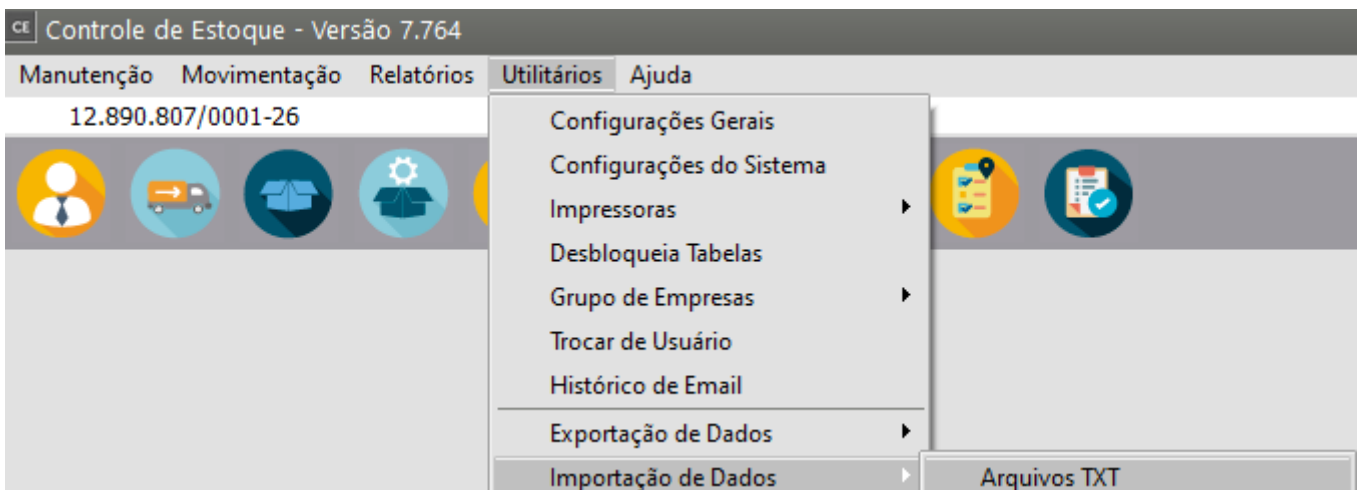 CE Controle de Estoque - Versão 7.764
Manutenção Movimentação Relatórios Utilitários Ajuda
12.890.807/0001-26
Configurações Gerais
Configurações do Sistema
Impressoras
Desbloqueia Tabelas
Grupo de Empresas
Trocar de Usuário
Histórico de Email
Exportação de Dados
Importação de Dados Arquivos TXT